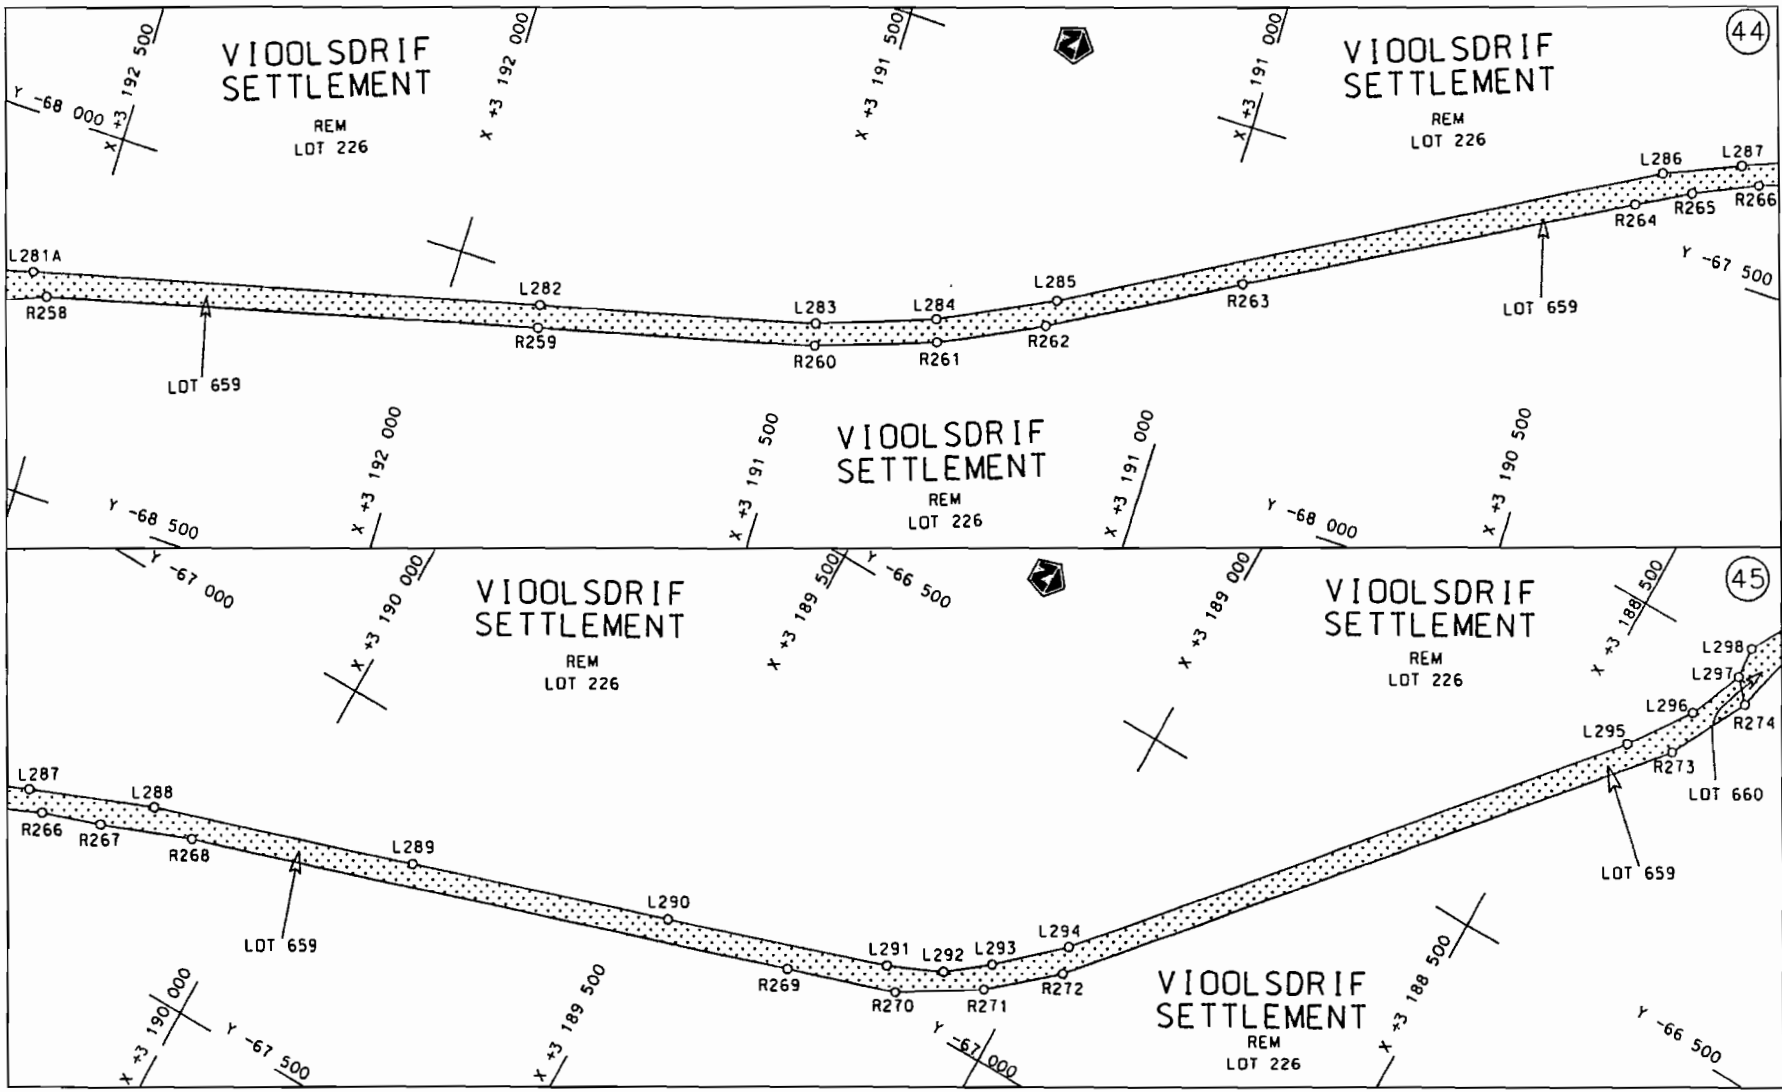 44
X +3 192 500
VIOOLSDRIF
SETTLEMENT
REM
LOT 226
X +3 192 000
X +3 191 500
X +3 191 000
VIOOLSDRIF
SETTLEMENT
REM
LOT 226
Y -68 000
L286
L287
R264
R265
R266
L281A
R258
Y -67 500
L282
L283
L284
L285
R263
LOT 659
R259
R260
R261
R262
LOT 659
X +3 192 000
X +3 191 500
VIOOLSDRIF
SETTLEMENT
REM
LOT 226
X +3 191 000
X +3 190 500
Y -68 500
Y -68 000
45
Y -67 000
X +3 190 000
VIOOLSDRIF
SETTLEMENT
REM
LOT 226
X +3 189 500
Y -66 500
X +3 189 000
VIOOLSDRIF
SETTLEMENT
REM
LOT 226
X +3 188 500
L298
L297
L296
R274
L295
R273
LOT 660
L287
L288
R266
R267
R268
L289
LOT 659
L290
LOT 659
L291
L292
L293
L294
R269
R270
R271
R272
X +3 190 000
Y -67 500
X +3 189 500
Y -67 000
VIOOLSDRIF
SETTLEMENT
REM
LOT 226
X +3 188 500
Y -66 500